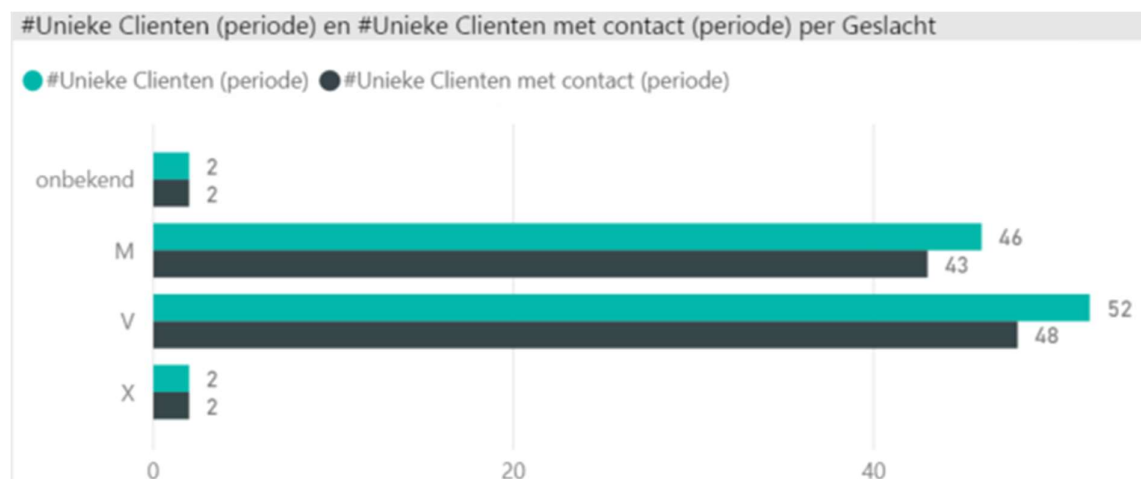 #Unieke Clienten (periode) en #Unieke Clienten met contact (periode) per Geslacht
#Unieke Clienten (periode) #Unieke Clienten met contact (periode)
onbekend 2
2
M 46
43
V 52
48
X 2
2
0 20 40